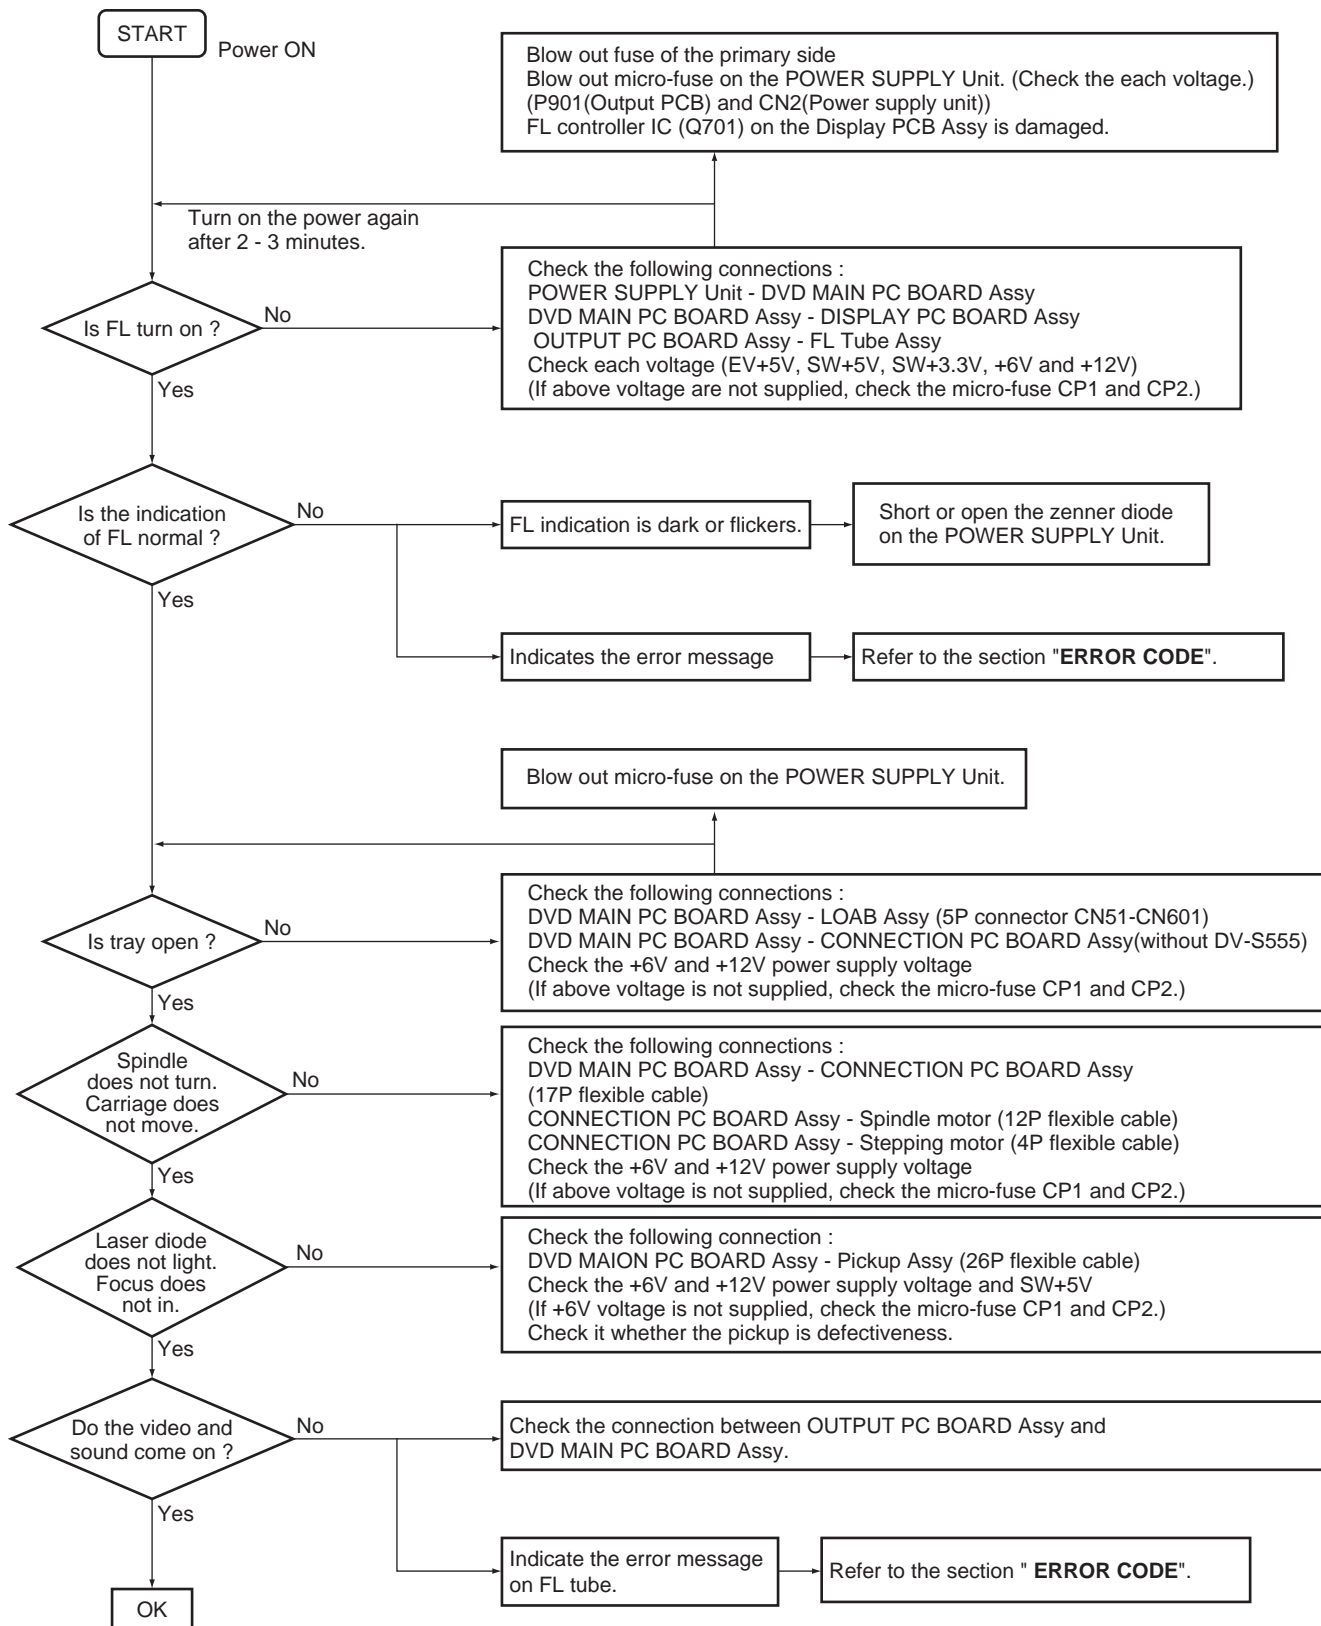 START
Power ON
Blow out fuse of the primary side
Blow out micro-fuse on the POWER SUPPLY Unit. (Check the each voltage.)
(P901(Output PCB) and CN2(Power supply unit))
FL controller IC (Q701) on the Display PCB Assy is damaged.
Turn on the power again
after 2 - 3 minutes.
Is FL turn on ?
No
Yes
Check the following connections :
POWER SUPPLY Unit - DVD MAIN PC BOARD Assy
DVD MAIN PC BOARD Assy - DISPLAY PC BOARD Assy
OUTPUT PC BOARD Assy - FL Tube Assy
Check each voltage (EV+5V, SW+5V, SW+3.3V, +6V and +12V)
(If above voltage are not supplied, check the micro-fuse CP1 and CP2.)
Is the indication
of FL normal ?
No
Yes
FL indication is dark or flickers.
Short or open the zenner diode
on the POWER SUPPLY Unit.
Indicates the error message
Refer to the section "ERROR CODE".
Blow out micro-fuse on the POWER SUPPLY Unit.
Is tray open ?
No
Yes
Check the following connections :
DVD MAIN PC BOARD Assy - LOAB Assy (5P connector CN51-CN601)
DVD MAIN PC BOARD Assy - CONNECTION PC BOARD Assy(without DV-S555)
Check the +6V and +12V power supply voltage
(If above voltage is not supplied, check the micro-fuse CP1 and CP2.)
Spindle
does not turn.
Carriage does
not move.
No
Yes
Check the following connections :
DVD MAIN PC BOARD Assy - CONNECTION PC BOARD Assy
(17P flexible cable)
CONNECTION PC BOARD Assy - Spindle motor (12P flexible cable)
CONNECTION PC BOARD Assy - Stepping motor (4P flexible cable)
Check the +6V and +12V power supply voltage
(If above voltage is not supplied, check the micro-fuse CP1 and CP2.)
Laser diode
does not light.
Focus does
not in.
No
Yes
Check the following connection :
DVD MAION PC BOARD Assy - Pickup Assy (26P flexible cable)
Check the +6V and +12V power supply voltage and SW+5V
(If +6V voltage is not supplied, check the micro-fuse CP1 and CP2.)
Check it whether the pickup is defectiveness.
Do the video and
sound come on ?
No
Yes
Check the connection between OUTPUT PC BOARD Assy and
DVD MAIN PC BOARD Assy.
Indicate the error message
on FL tube.
Refer to the section " ERROR CODE".
OK